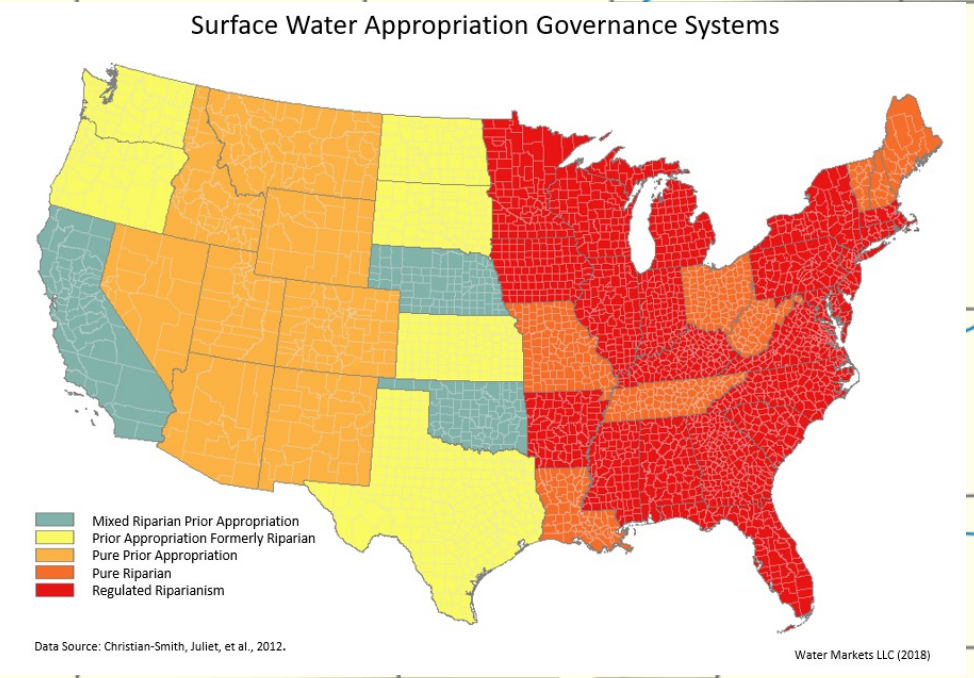 Surface Water Appropriation Governance Systems
Mixed Riparian Prior Appropriation
Prior Appropriation Formerly Riparian
Pure Prior Appropriation
Pure Riparian
Regulated Riparianism
Data Source: Christian-Smith, Juliet, et al., 2012.
Water Markets LLC (2018)